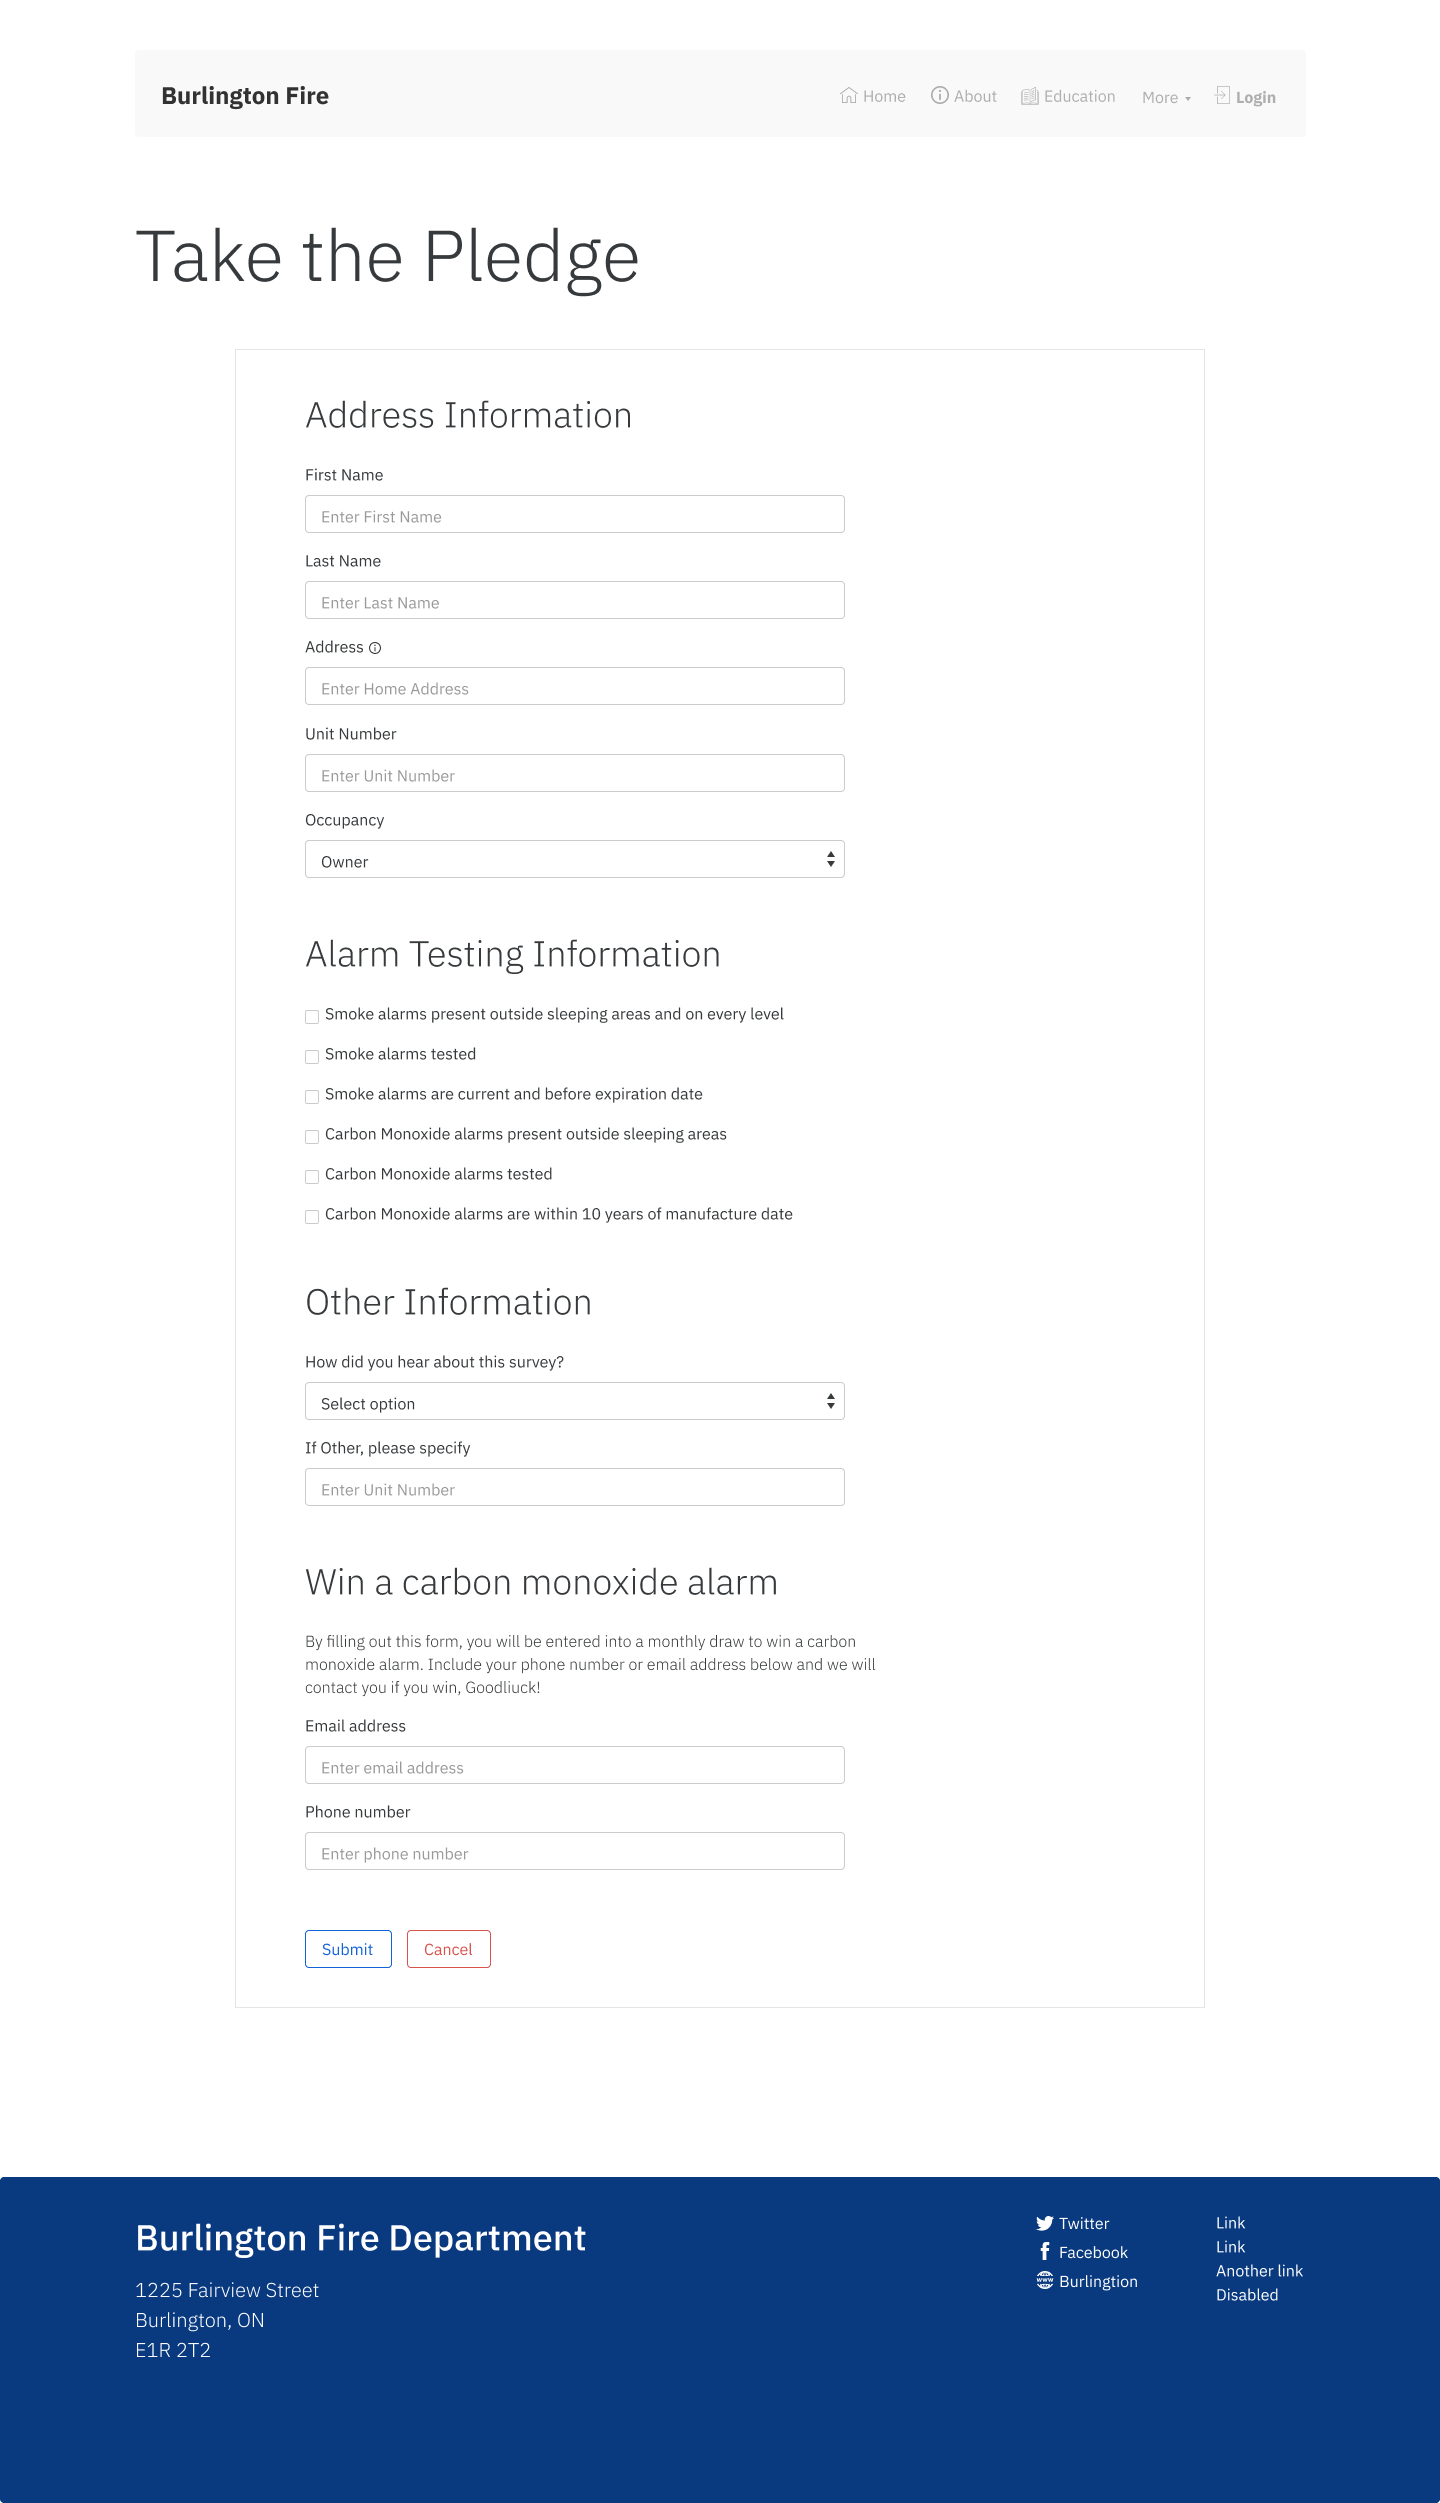 Burlington Fire
Home
About
Education
More
Login
Take the Pledge
Address Information
First Name
Enter First Name
Last Name
Enter Last Name
Address
Enter Home Address
Unit Number
Enter Unit Number
Occupancy
Owner
Alarm Testing Information
Smoke alarms present outside sleeping areas and on every level
Smoke alarms tested
Smoke alarms are current and before expiration date
Carbon Monoxide alarms present outside sleeping areas
Carbon Monoxide alarms tested
Carbon Monoxide alarms are within 10 years of manufacture date
Other Information
How did you hear about this survey?
Select option
If Other, please specify
Enter Unit Number
Win a carbon monoxide alarm
By filling out this form, you will be entered into a monthly draw to win a carbon
monoxide alarm. Include your phone number or email address below and we will
contact you if you win, Goodliuck!
Email address
Enter email address
Phone number
Enter phone number
Submit
Cancel
Burlington Fire Department
1225 Fairview Street
Burlington, ON
E1R 2T2
Twitter
Facebook
www
Burlingtion
Link
Link
Another link
Disabled